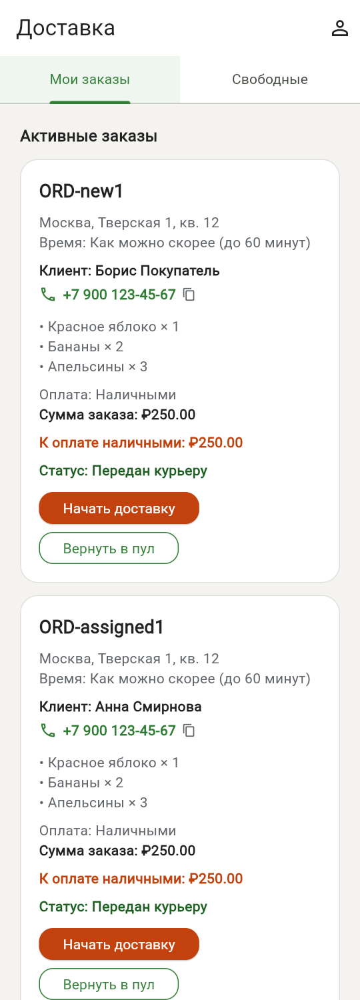 Доставка
Мои заказы
Свободные
Активные заказы
ORD-new1
Москва, Тверская 1, кв. 12
Время: Как можно скорее (до 60 минут)
Клиент: Борис Покупатель
+7 900 123-45-67
• Красное яблоко × 1
• Бананы × 2
• Апельсины × 3
Оплата: Наличными
Сумма заказа: ₽250.00
К оплате наличными: ₽250.00
Статус: Передан курьеру
Начать доставку
Вернуть в пул
ORD-assigned1
Москва, Тверская 1, кв. 12
Время: Как можно скорее (до 60 минут)
Клиент: Анна Смирнова
+7 900 123-45-67
• Красное яблоко × 1
• Бананы × 2
• Апельсины × 3
Оплата: Наличными
Сумма заказа: ₽250.00
К оплате наличными: ₽250.00
Статус: Передан курьеру
Начать доставку
Вернуть в пул